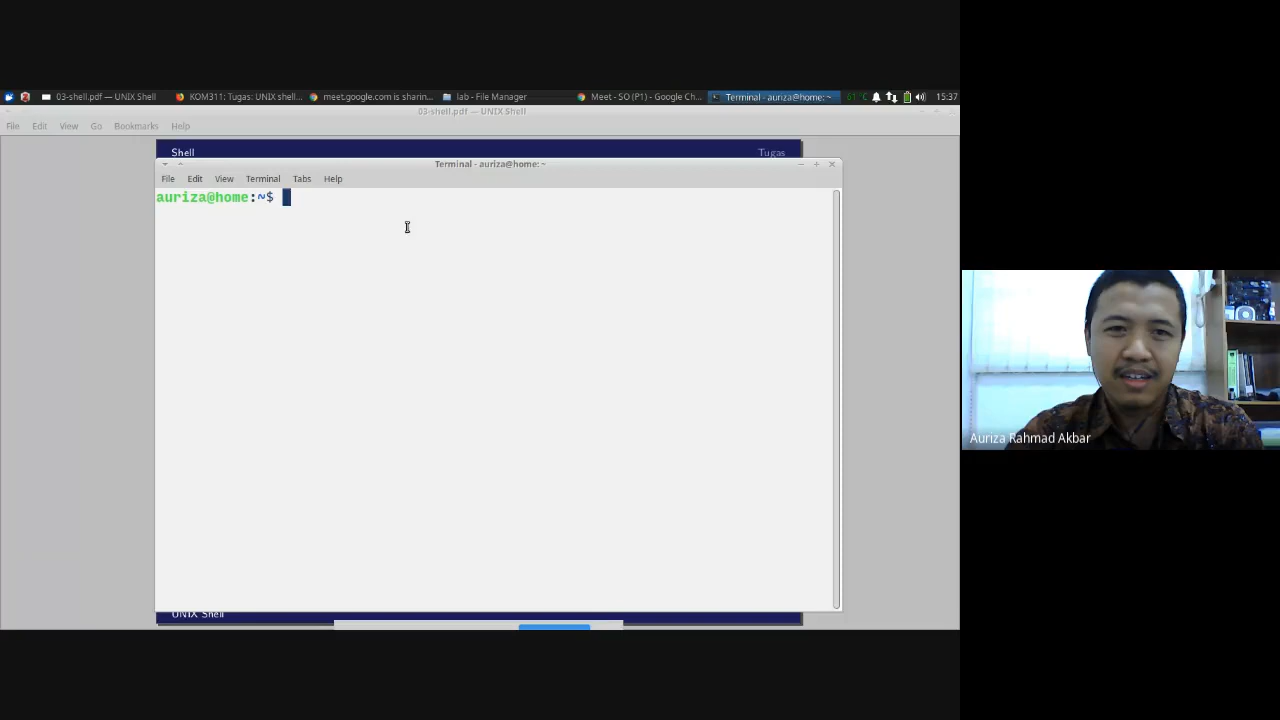 03-shell.pdf — UNIX Shell
KOM311: Tugas: UNIX shell...
meet.google.com is sharin...
lab - File Manager
Meet - SO (P1) - Google Ch...
Terminal - auriza@home: ~
61°C
15:37
03-shell.pdf — UNIX Shell
File Edit View Go Bookmarks Help
Shell
Tugas
Terminal - auriza@home: ~
File Edit View Terminal Tabs Help
auriza@home:~$
Auriza Rahmad Akbar
UNIX Shell